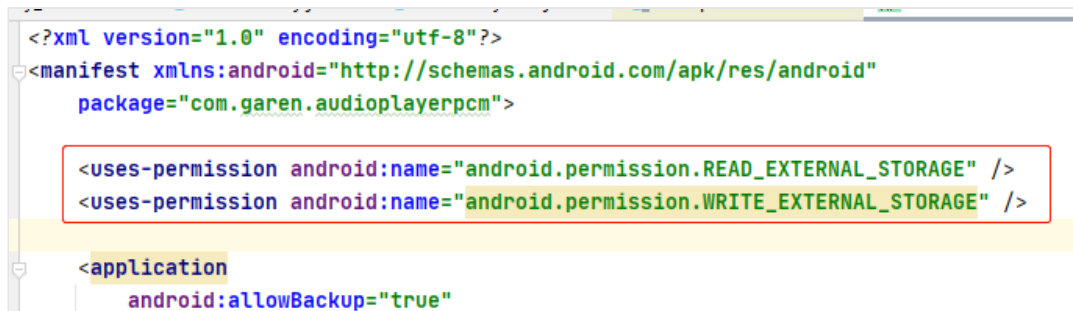 <?xml version="1.0" encoding="utf-8"?>
<manifest xmlns:android="http://schemas.android.com/apk/res/android"
package="com.garen.audioplayerpcm">
<uses-permission android:name="android.permission.READ_EXTERNAL_STORAGE" />
<uses-permission android:name="android.permission.WRITE_EXTERNAL_STORAGE" />
<application
android:allowBackup="true"